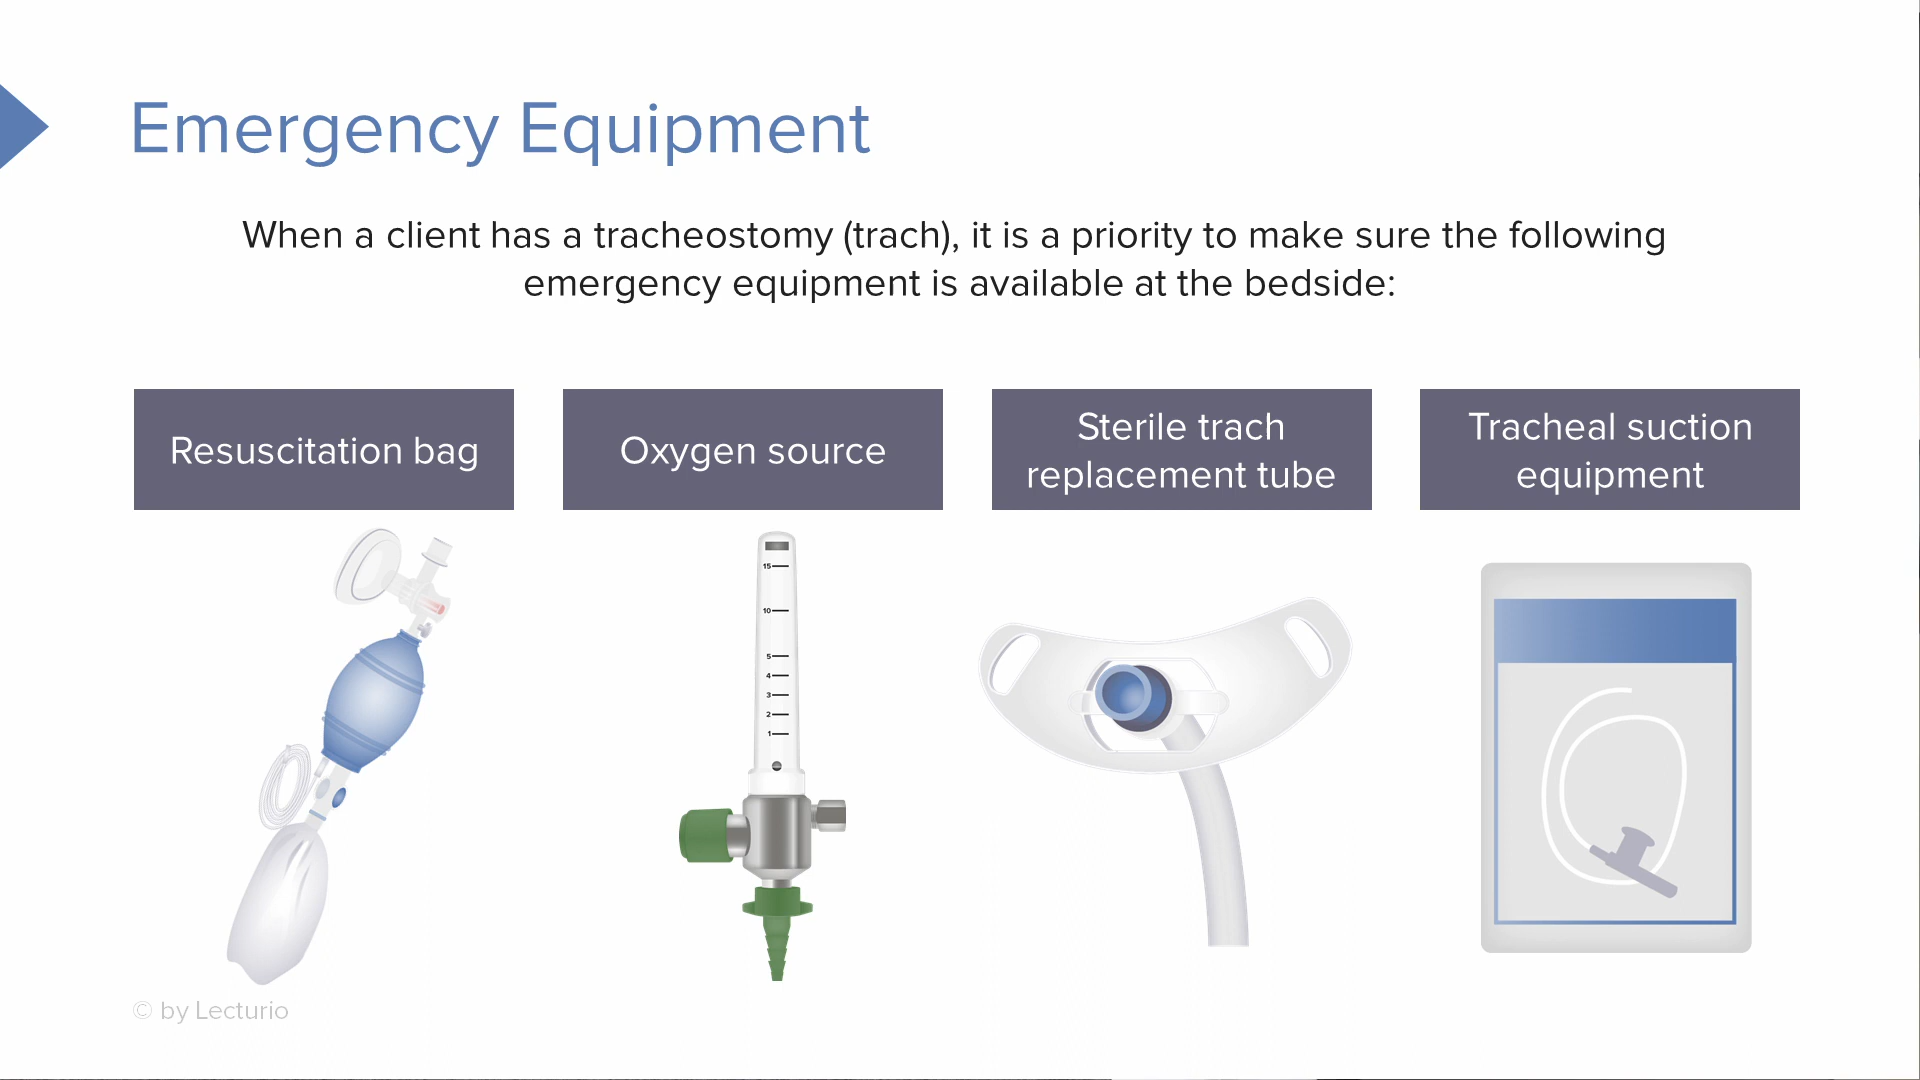 Emergency Equipment
When a client has a tracheostomy (trach), it is a priority to make sure the following
emergency equipment is available at the bedside:
Resuscitation bag
Oxygen source
Sterile trach
replacement tube
Tracheal suction
equipment
15
10
5
4
3
2
1
© by Lecturio